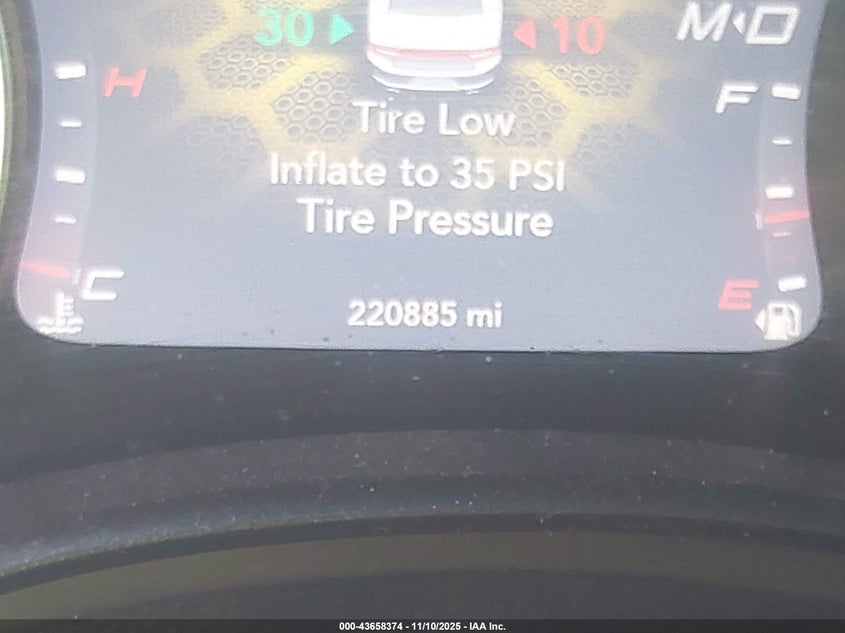 30 10 M D
H F
Tire Low
Inflate to 35 PSI
Tire Pressure
C E
220885 mi
000-43658374 - 11/10/2025 - IAA Inc.